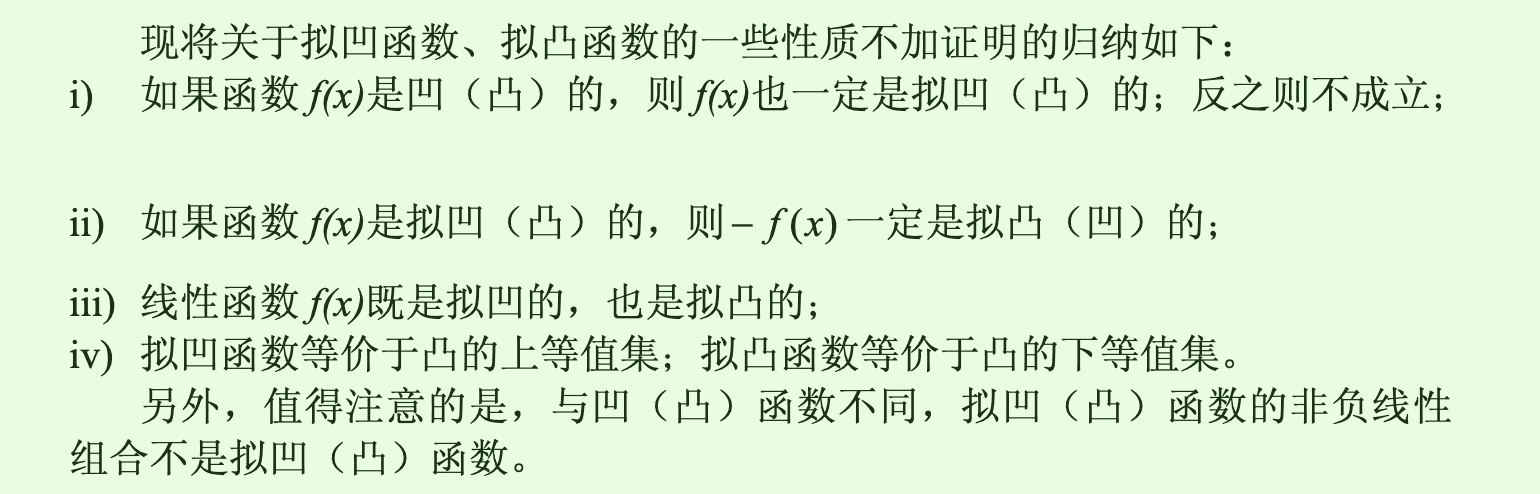 现将关于拟凹函数、拟凸函数的一些性质不加证明的归纳如下：
i) 如果函数f(x)是凹（凸）的，则f(x)也一定是拟凹（凸）的；反之则不成立；
ii) 如果函数f(x)是拟凹（凸）的，则– f (x) 一定是拟凸（凹）的；
iii) 线性函数f(x)既是拟凹的，也是拟凸的；
iv) 拟凹函数等价于凸的上等值集；拟凸函数等价于凸的下等值集。
另外，值得注意的是，与凹（凸）函数不同，拟凹（凸）函数的非负线性
组合不是拟凹（凸）函数。